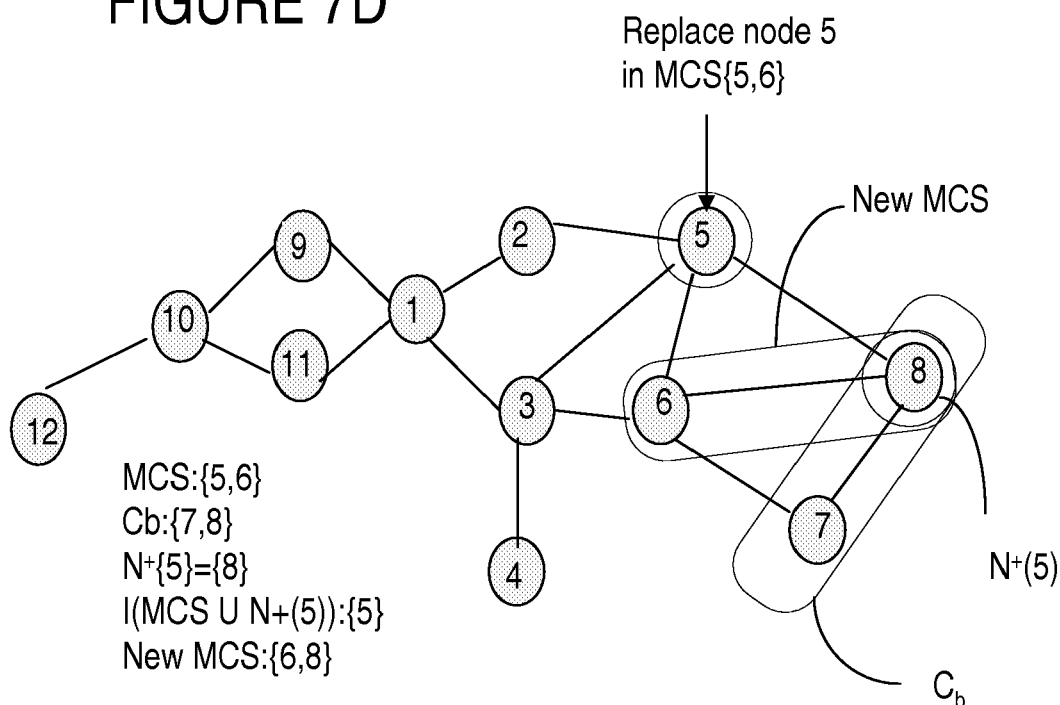 FIGURE 7D
Replace node 5
in MCS{5,6}
New MCS
9
2
5
10
1
11
8
12
3
6
7
4
MCS:{5,6}
Cb:{7,8}
N⁺{5}={8}
I(MCS U N+(5)):{5}
New MCS:{6,8}
N⁺(5)
C_b